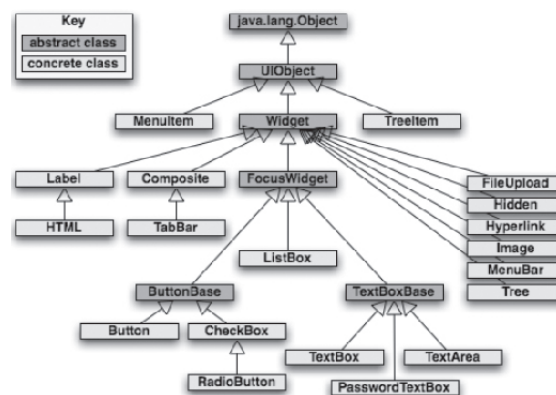 Key
abstract class
concrete class
java.lang.Object
UIObject
MenuItem
Widget
TreeItem
Label
Composite
FocusWidget
FileUpload
HTML
TabBar
Hidden
Hyperlink
ListBox
Image
MenuBar
ButtonBase
TextBoxBase
Tree
Button
CheckBox
TextBox
TextArea
RadioButton
PasswordTextBox